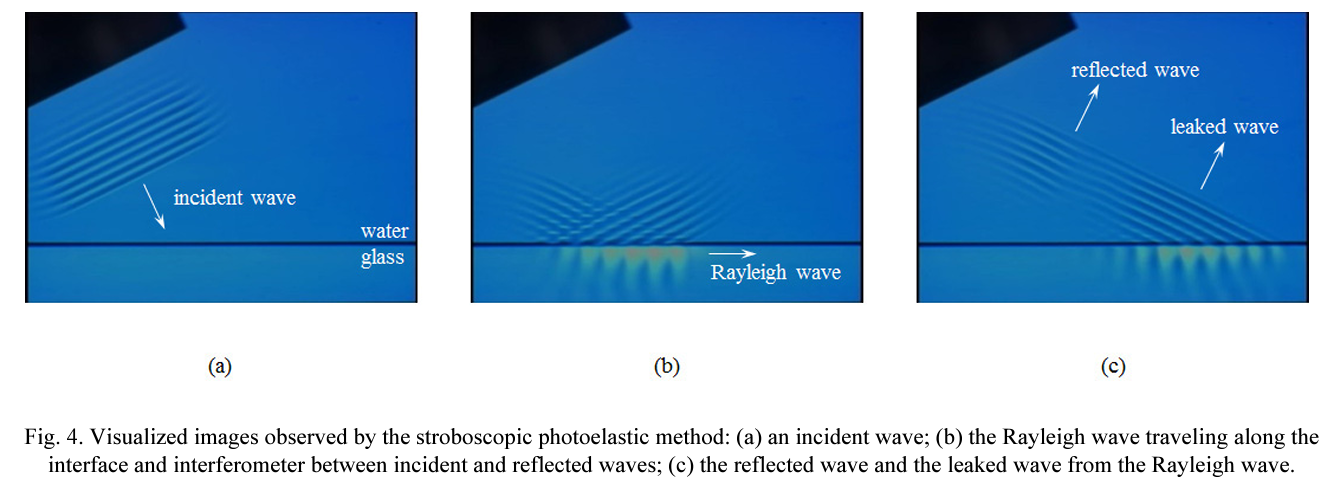 incident wave
water
glass
Rayleigh wave
reflected wave
leaked wave
(a)
(b)
(c)
Fig. 4. Visualized images observed by the stroboscopic photoelastic method: (a) an incident wave; (b) the Rayleigh wave traveling along the
interface and interferometer between incident and reflected waves; (c) the reflected wave and the leaked wave from the Rayleigh wave.